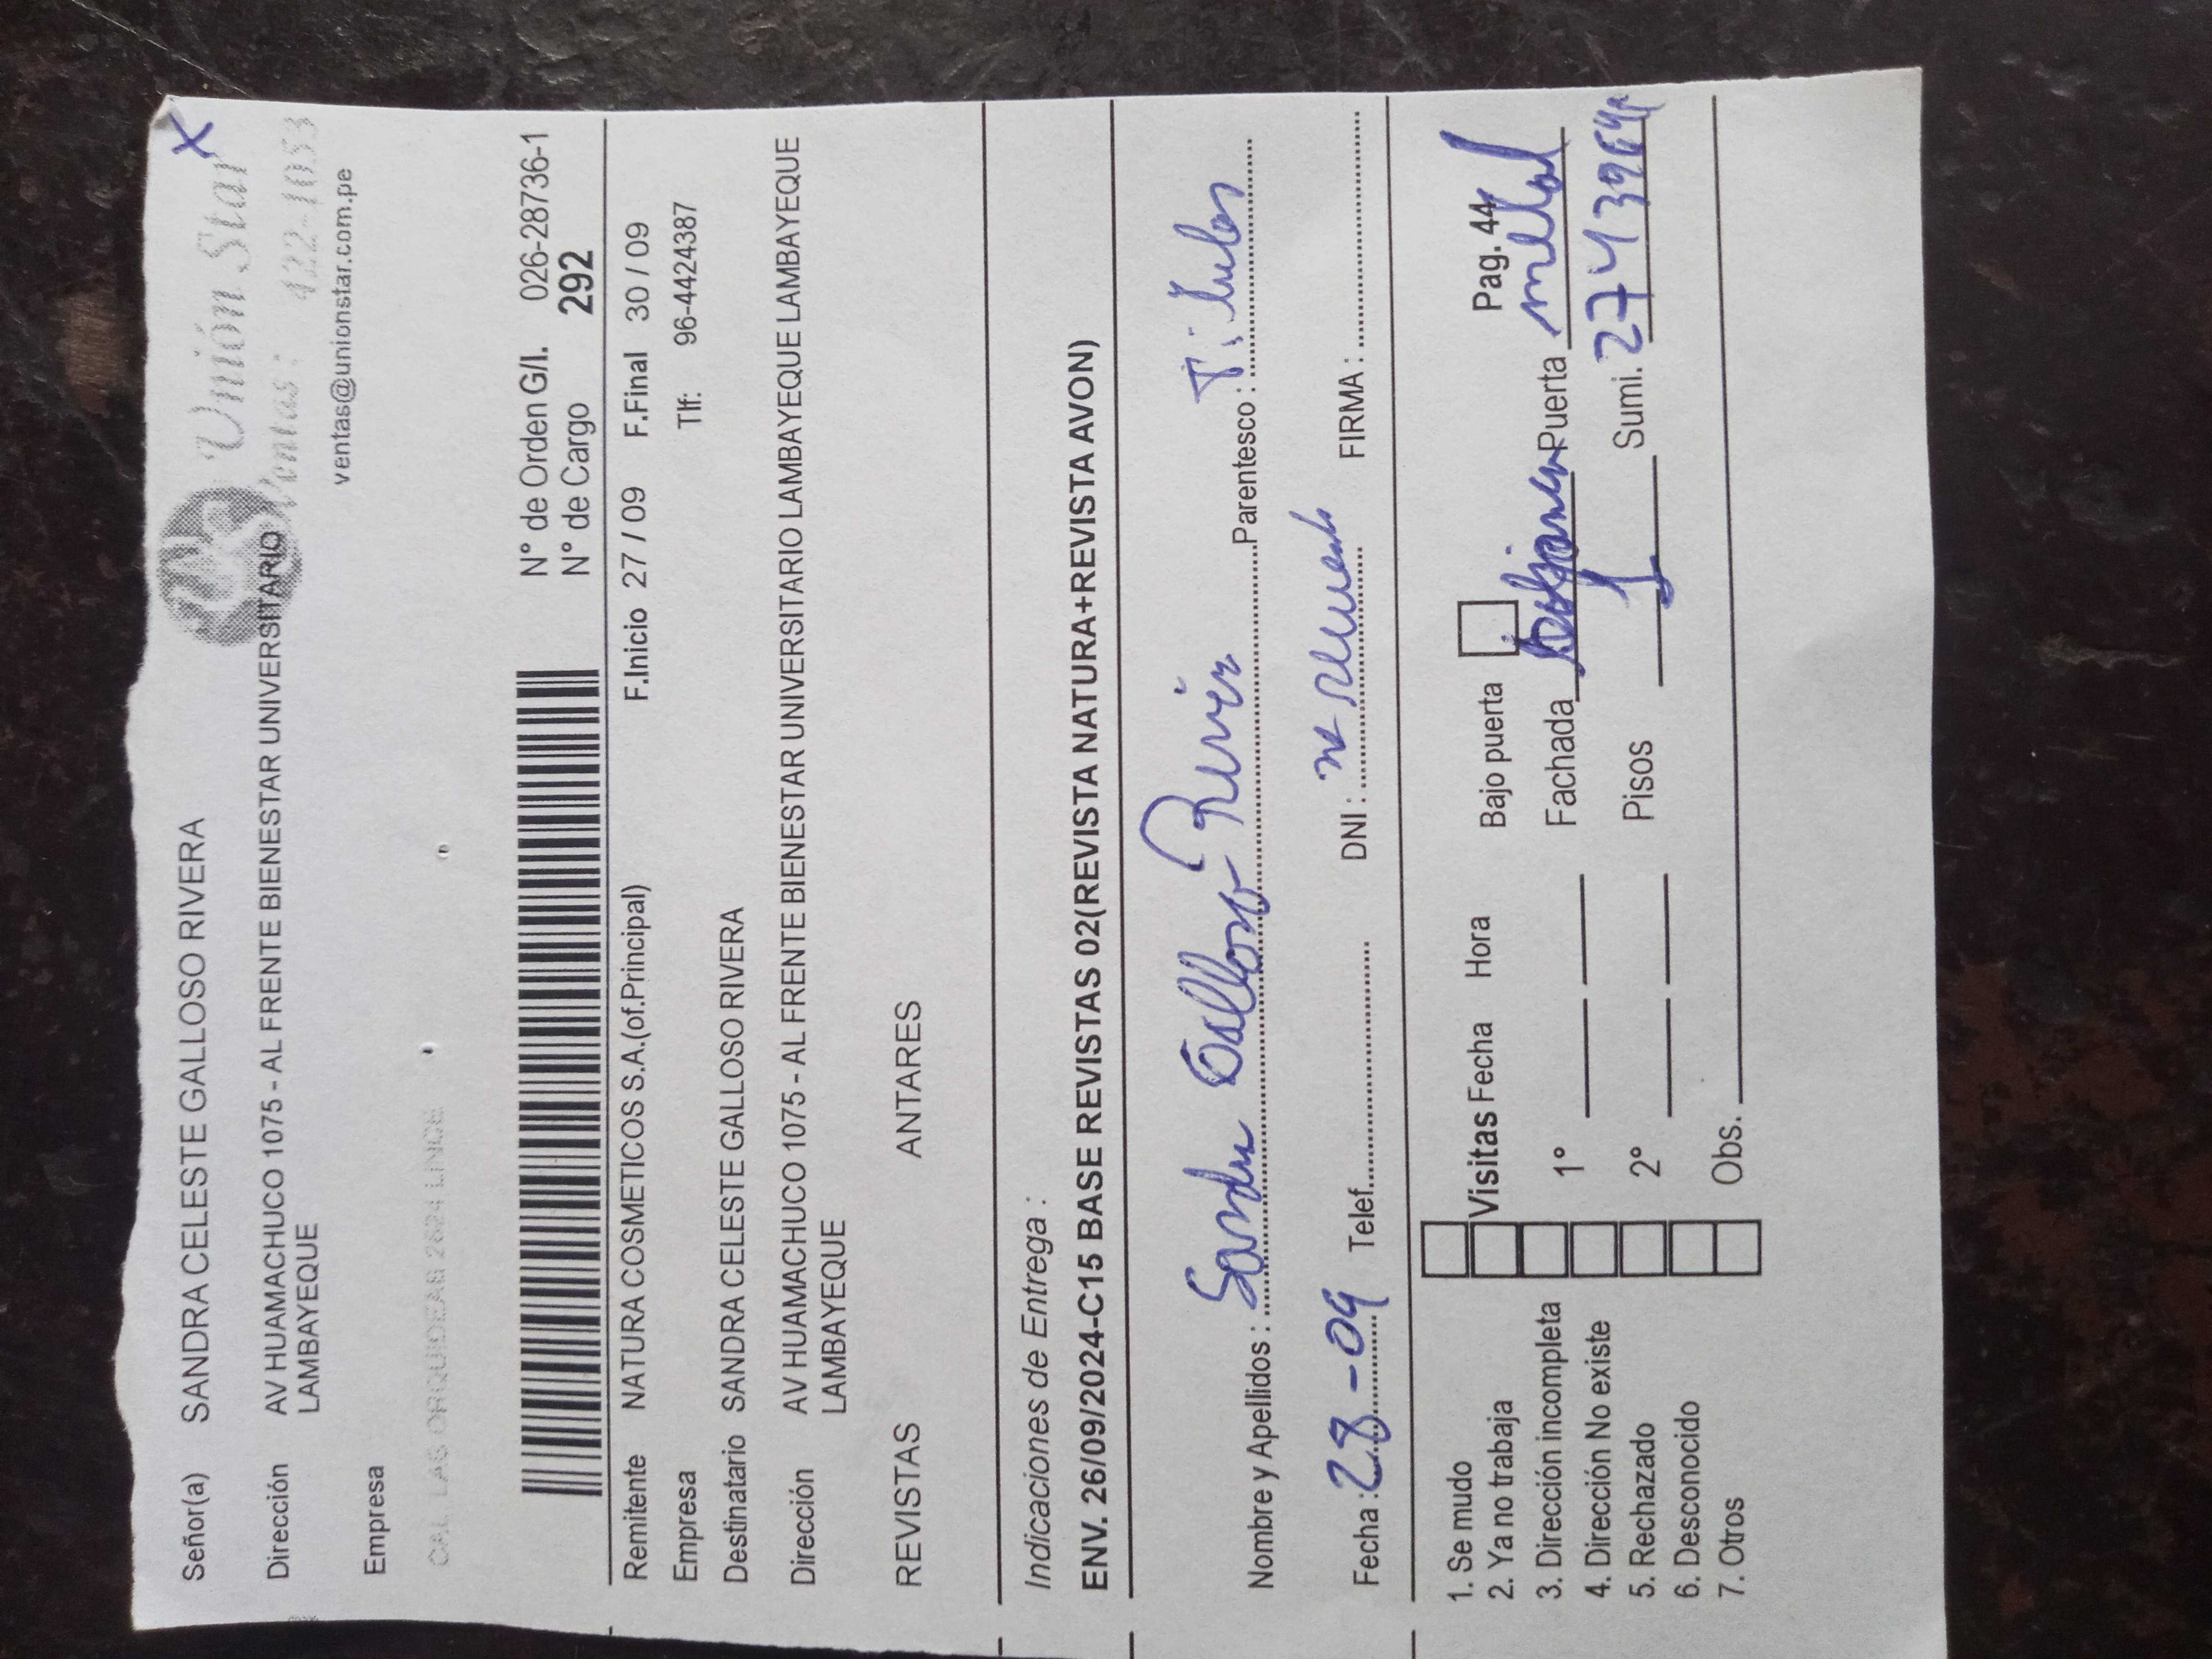 Señor(a) SANDRA CELESTE GALLOSO RIVERA
Unión Star
Ventas: 422-1053
ventas@unionstar.com.pe
X
Dirección AV HUAMACHUCO 1075 - AL FRENTE BIENESTAR UNIVERSITARIO
LAMBAYEQUE
Empresa
CAL LAS ORQUIDEAS 2624 LINCE
N° de Orden G/I. 026-28736-1
N° de Cargo 292
Remitente NATURA COSMETICOS S.A.(of.Principal) F.Inicio 27 / 09 F.Final 30 / 09
Empresa Tlf: 96-4424387
Destinatario SANDRA CELESTE GALLOSO RIVERA
Dirección AV HUAMACHUCO 1075 - AL FRENTE BIENESTAR UNIVERSITARIO LAMBAYEQUE LAMBAYEQUE
LAMBAYEQUE
REVISTAS ANTARES
Indicaciones de Entrega :
ENV. 26/09/2024-C15 BASE REVISTAS 02(REVISTA NATURA+REVISTA AVON)
Nombre y Apellidos : Sandra Galloso Rivera Parentesco : Titular
Fecha : 28-09 Telef. DNI : FIRMA :
1. Se mudo Visitas Fecha Hora Bajo puerta Pag. 44
2. Ya no trabaja
3. Dirección incompleta 1° Fachada Puerta metal
4. Dirección No existe
5. Rechazado 2° Pisos 1 Sumi.
6. Desconocido
7. Otros Obs.